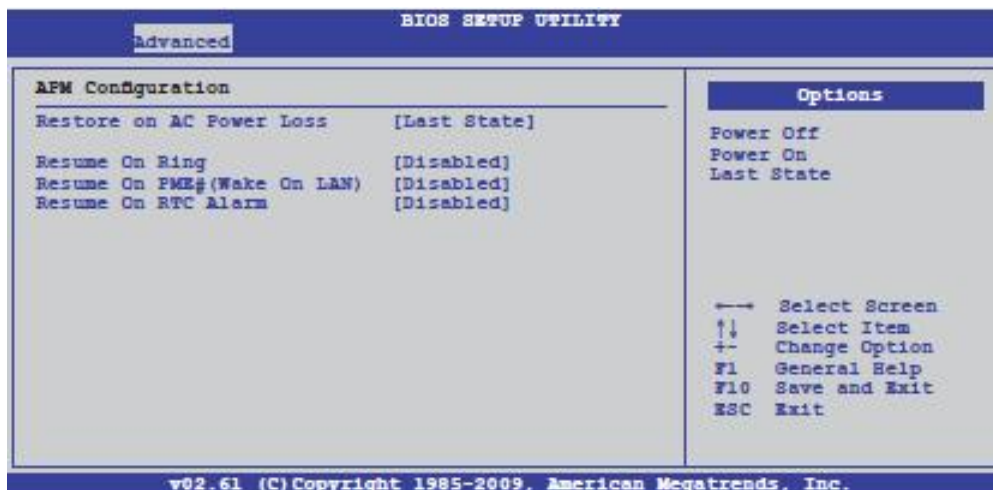 BIOS SETUP UTILITY
Advanced
APM Configuration
Restore on AC Power Loss [Last State]
Resume On Ring [Disabled]
Resume On PME#(Wake On LAN) [Disabled]
Resume On RTC Alarm [Disabled]
Options
Power Off
Power On
Last State
←→ Select Screen
↑↓ Select Item
+- Change Option
F1 General Help
F10 Save and Exit
ESC Exit
v02.61 (C)Copyright 1985-2009, American Megatrends, Inc.